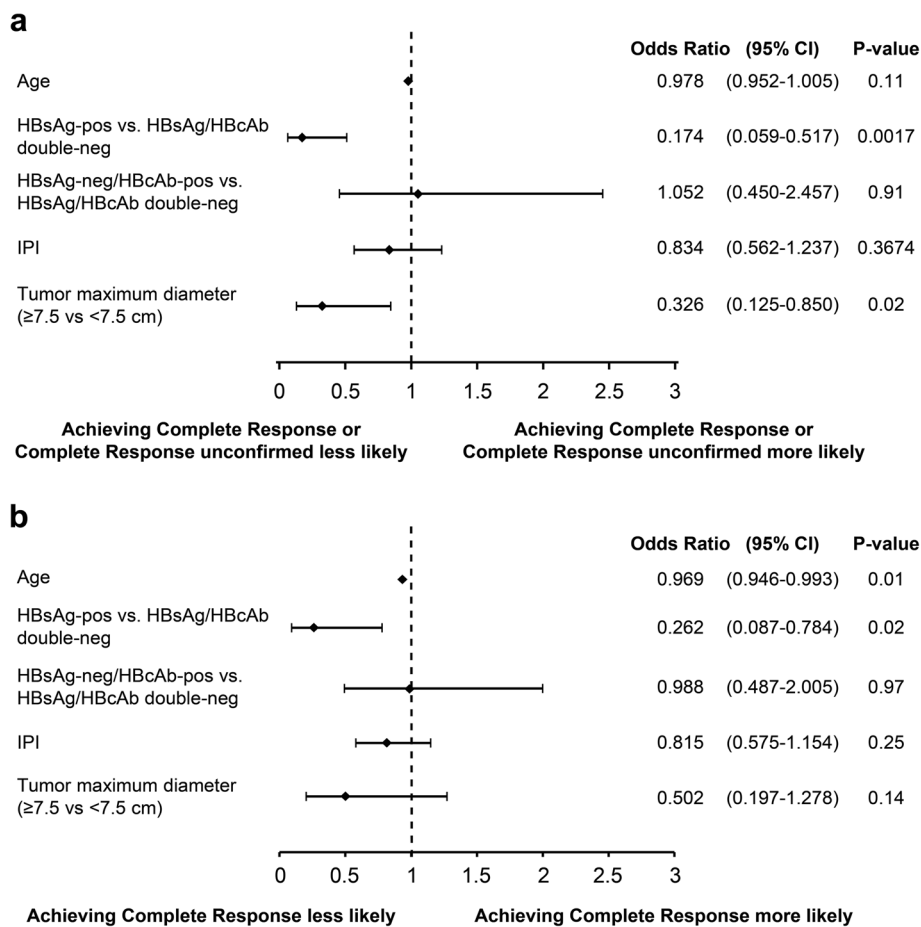 a
Odds Ratio (95% CI) P-value
Age 0.978 (0.952-1.005) 0.11
HBsAg-pos vs. HBsAg/HBcAb
double-neg 0.174 (0.059-0.517) 0.0017
HBsAg-neg/HBcAb-pos vs.
HBsAg/HBcAb double-neg 1.052 (0.450-2.457) 0.91
IPI 0.834 (0.562-1.237) 0.3674
Tumor maximum diameter
(≥7.5 vs <7.5 cm) 0.326 (0.125-0.850) 0.02
0 0.5 1 1.5 2 2.5 3
Achieving Complete Response or
Complete Response unconfirmed less likely
Achieving Complete Response or
Complete Response unconfirmed more likely
b
Odds Ratio (95% CI) P-value
Age 0.969 (0.946-0.993) 0.01
HBsAg-pos vs. HBsAg/HBcAb
double-neg 0.262 (0.087-0.784) 0.02
HBsAg-neg/HBcAb-pos vs.
HBsAg/HBcAb double-neg 0.988 (0.487-2.005) 0.97
IPI 0.815 (0.575-1.154) 0.25
Tumor maximum diameter
(≥7.5 vs <7.5 cm) 0.502 (0.197-1.278) 0.14
0 0.5 1 1.5 2 2.5 3
Achieving Complete Response less likely
Achieving Complete Response more likely